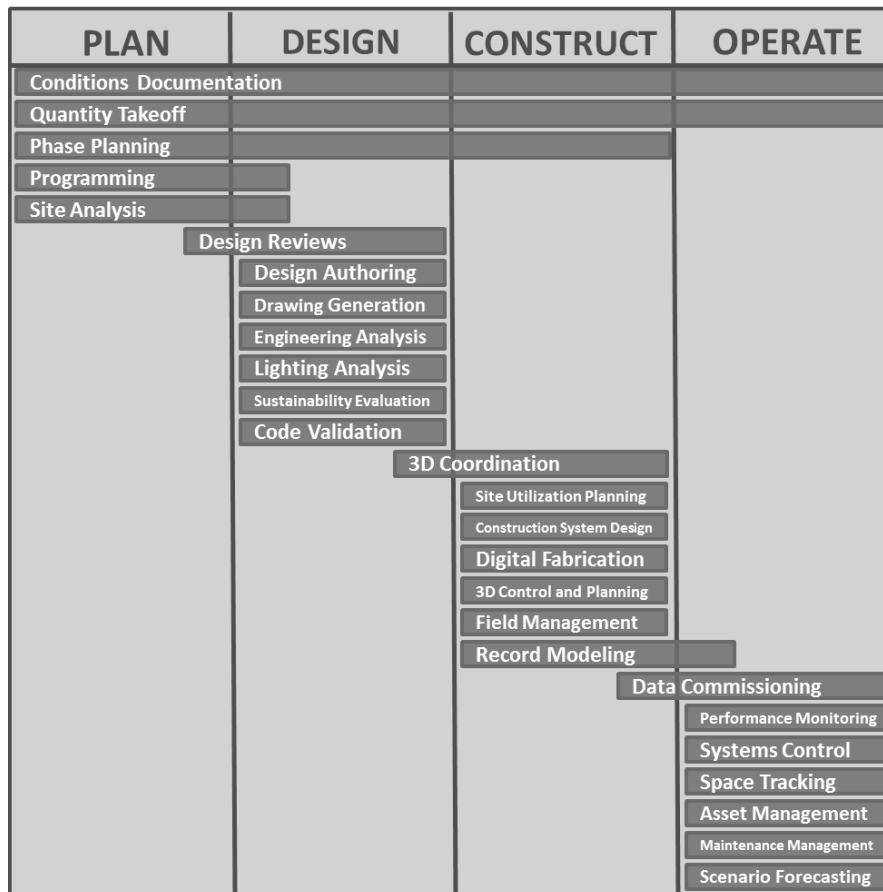 PLAN DESIGN CONSTRUCT OPERATE
Conditions Documentation
Quantity Takeoff
Phase Planning
Programming
Site Analysis
Design Reviews
Design Authoring
Drawing Generation
Engineering Analysis
Lighting Analysis
Sustainability Evaluation
Code Validation
3D Coordination
Site Utilization Planning
Construction System Design
Digital Fabrication
3D Control and Planning
Field Management
Record Modeling
Data Commissioning
Performance Monitoring
Systems Control
Space Tracking
Asset Management
Maintenance Management
Scenario Forecasting